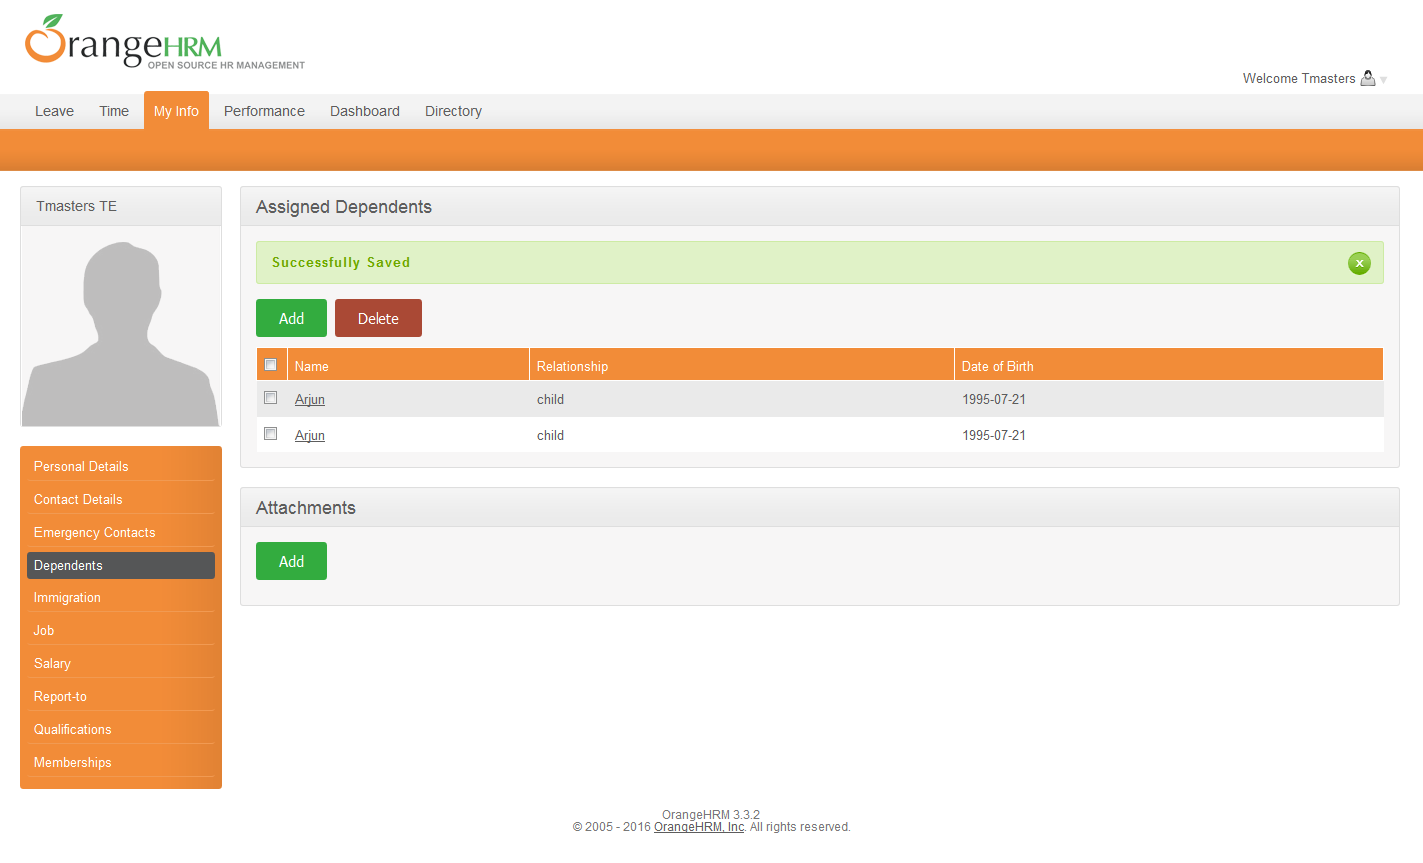 OrangeHRM
OPEN SOURCE HR MANAGEMENT
Welcome Tmasters
Leave Time My Info Performance Dashboard Directory
Tmasters TE
Assigned Dependents
Successfully Saved
x
Add Delete
Name Relationship Date of Birth
Arjun child 1995-07-21
Arjun child 1995-07-21
Attachments
Add
Personal Details
Contact Details
Emergency Contacts
Dependents
Immigration
Job
Salary
Report-to
Qualifications
Memberships
OrangeHRM 3.3.2
© 2005 - 2016 OrangeHRM, Inc. All rights reserved.